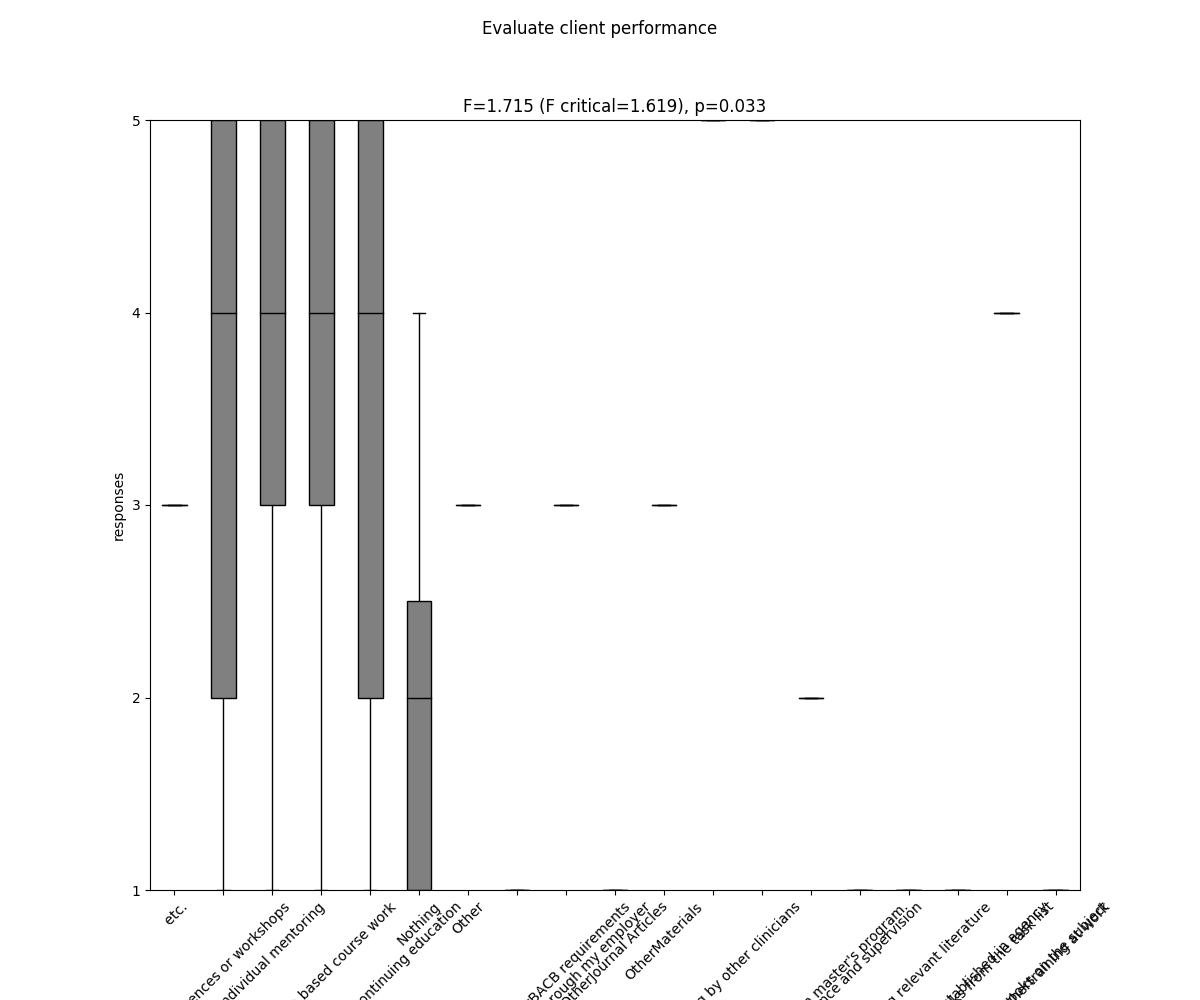 Evaluate client performance
F=1.715 (F critical=1.619), p=0.033
5
4
3
2
1
responses
etc.
ences or workshops
ndividual mentoring
based course work
ontinuing education
Nothing
Other
BACB requirements
rough my employer
OtherMaterials
g by other clinicians
master's program.
nce and supervision
g relevant literature